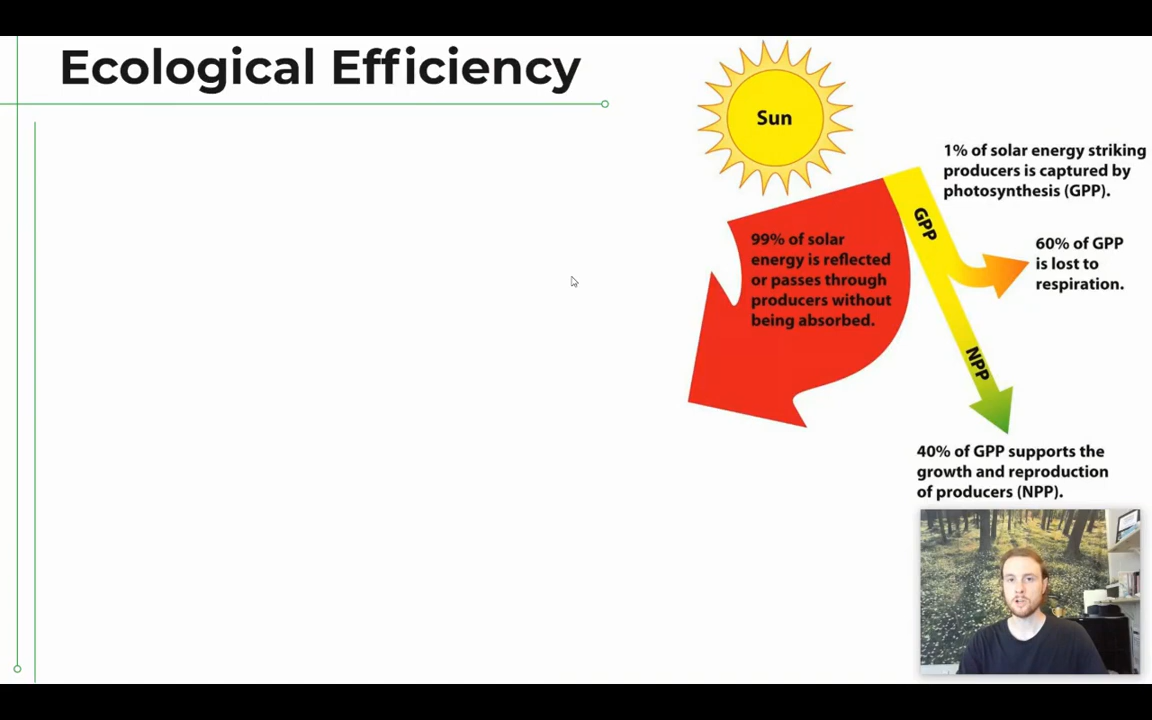 Ecological Efficiency
Sun
1% of solar energy striking
producers is captured by
photosynthesis (GPP).
GPP
99% of solar
energy is reflected
or passes through
producers without
being absorbed.
60% of GPP
is lost to
respiration.
NPP
40% of GPP supports the
growth and reproduction
of producers (NPP).